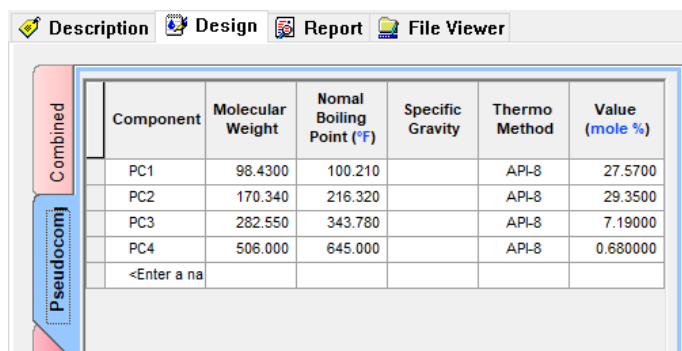 Description Design Report File Viewer
Combined
Pseudocom
Component Molecular Weight Nomal Boiling Point (°F) Specific Gravity Thermo Method Value (mole %)
PC1 98.4300 100.210 API-8 27.5700
PC2 170.340 216.320 API-8 29.3500
PC3 282.550 343.780 API-8 7.19000
PC4 506.000 645.000 API-8 0.680000
<Enter a na